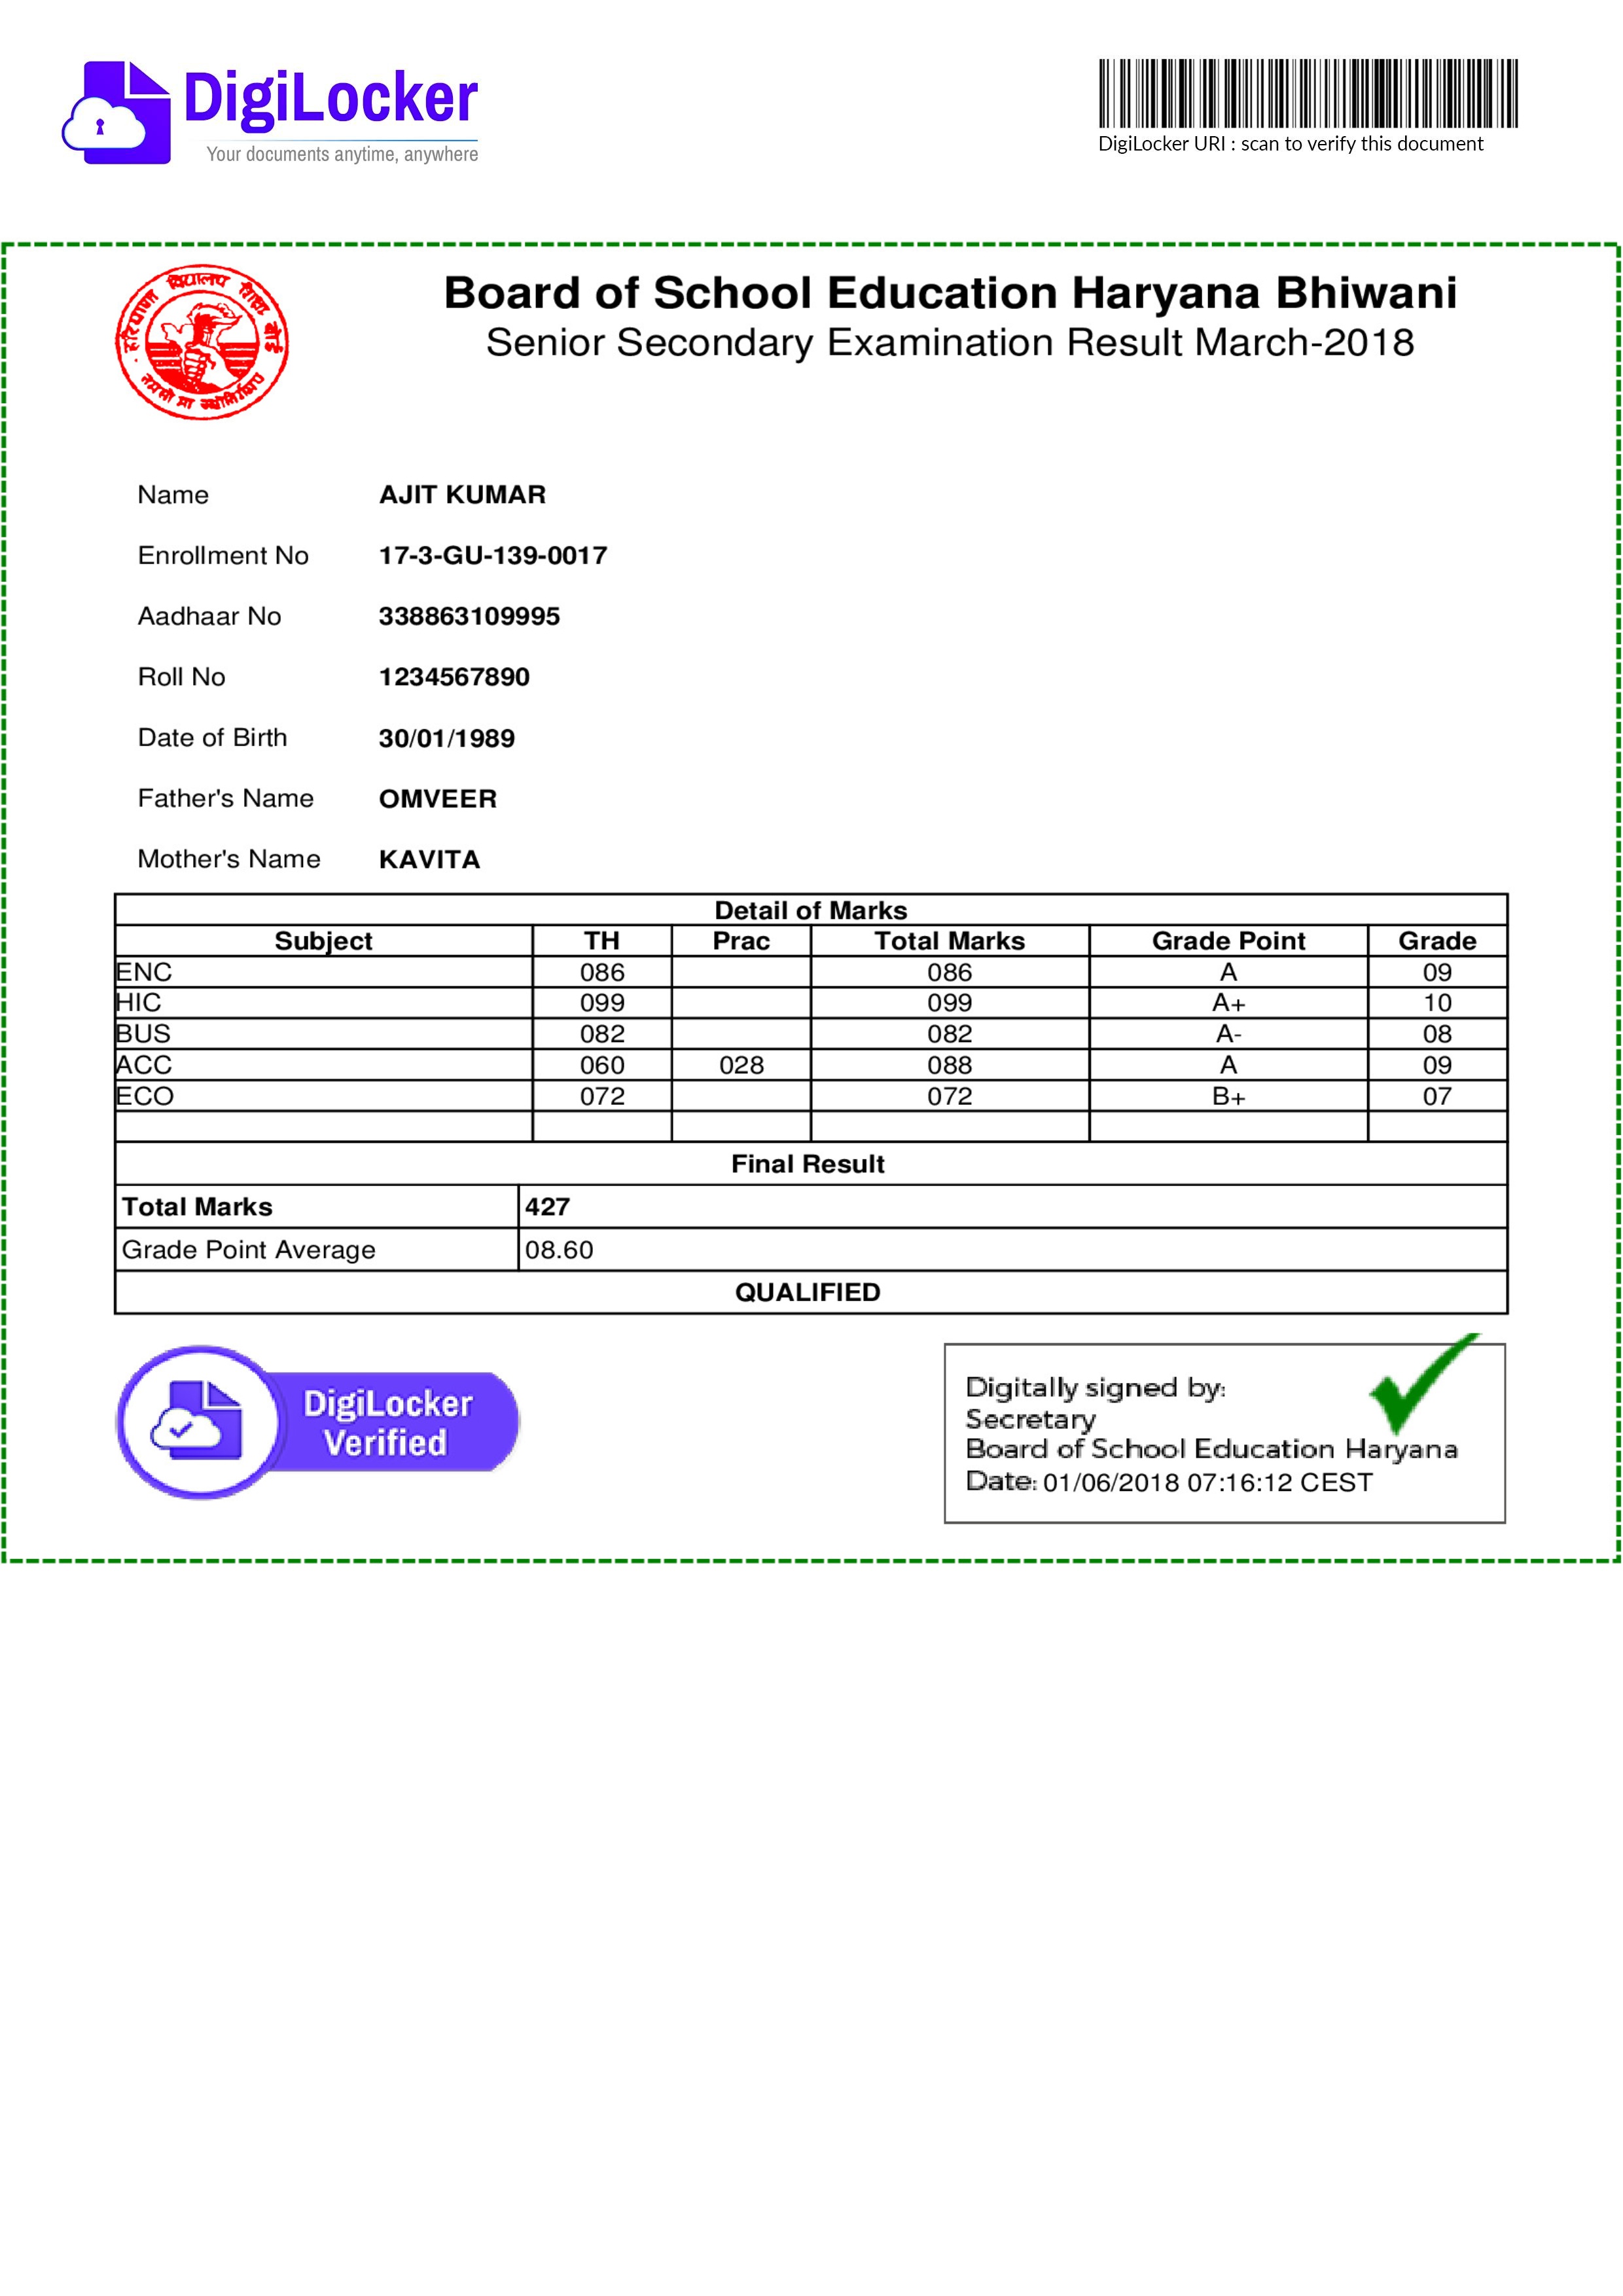 DigiLocker
Your documents anytime, anywhere
DigiLocker URI : scan to verify this document
हरियाणा विद्यालय शिक्षा बोर्ड
तमसो मा ज्योतिर्गमय
Board of School Education Haryana Bhiwani
Senior Secondary Examination Result March-2018
Name AJIT KUMAR
Enrollment No 17-3-GU-139-0017
Aadhaar No 338863109995
Roll No 1234567890
Date of Birth 30/01/1989
Father's Name OMVEER
Mother's Name KAVITA
Detail of Marks
Subject TH Prac Total Marks Grade Point Grade
ENC 086 086 A 09
HIC 099 099 A+ 10
BUS 082 082 A- 08
ACC 060 028 088 A 09
ECO 072 072 B+ 07
Final Result
Total Marks 427
Grade Point Average 08.60
QUALIFIED
DigiLocker
Verified
Digitally signed by:
Secretary
Board of School Education Haryana
Date: 01/06/2018 07:16:12 CEST